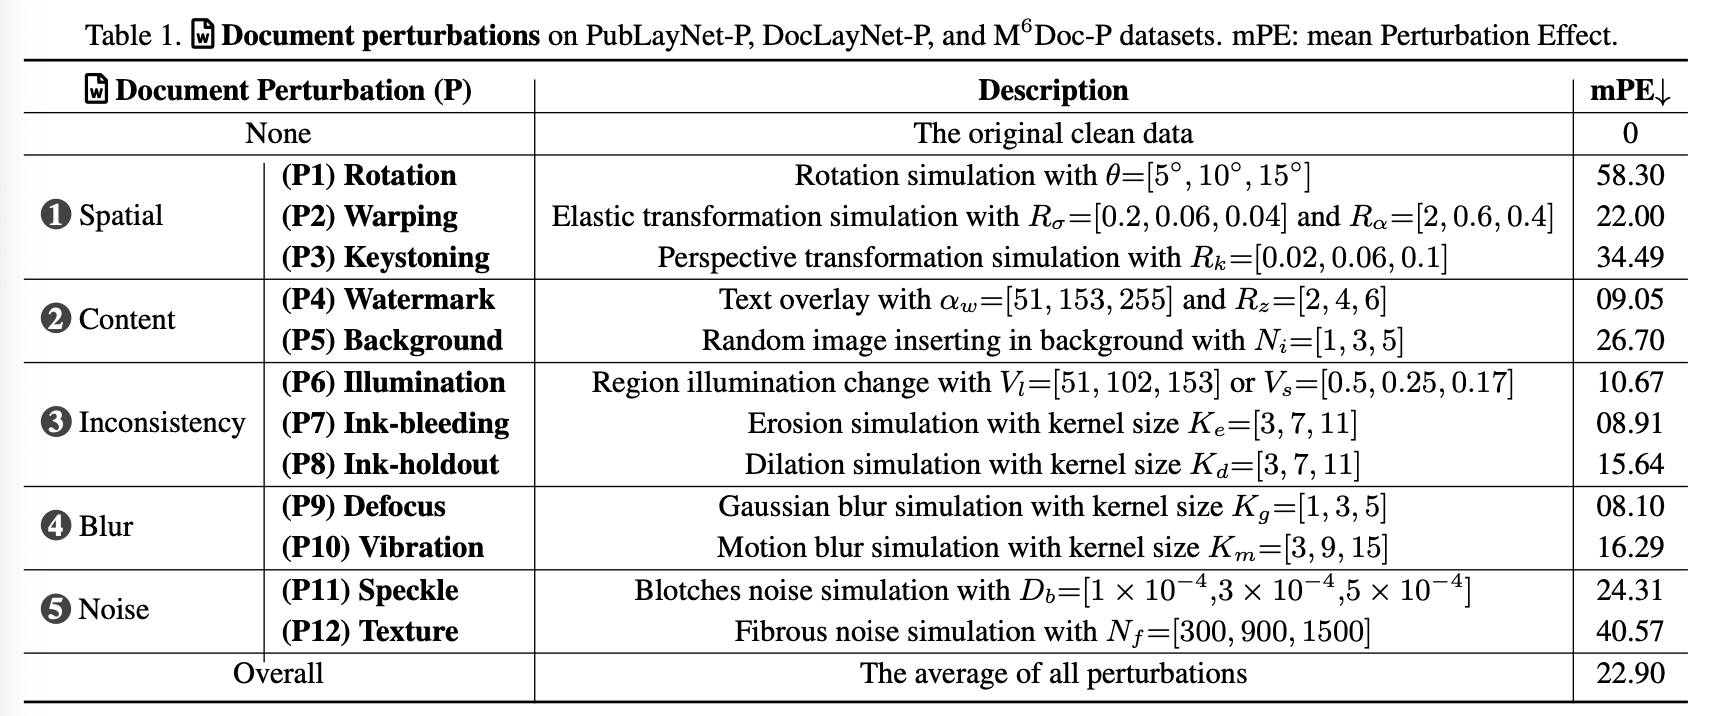 Table 1. Document perturbations on PubLayNet-P, DocLayNet-P, and M⁶Doc-P datasets. mPE: mean Perturbation Effect.
Document Perturbation (P) Description mPE↓
None The original clean data 0
(P1) Rotation Rotation simulation with θ=[5°, 10°, 15°] 58.30
❶ Spatial (P2) Warping Elastic transformation simulation with R_σ=[0.2, 0.06, 0.04] and R_α=[2, 0.6, 0.4] 22.00
(P3) Keystoning Perspective transformation simulation with R_k=[0.02, 0.06, 0.1] 34.49
❷ Content (P4) Watermark Text overlay with α_w=[51, 153, 255] and R_z=[2, 4, 6] 09.05
(P5) Background Random image inserting in background with N_i=[1, 3, 5] 26.70
(P6) Illumination Region illumination change with V_l=[51, 102, 153] or V_s=[0.5, 0.25, 0.17] 10.67
❸ Inconsistency (P7) Ink-bleeding Erosion simulation with kernel size K_e=[3, 7, 11] 08.91
(P8) Ink-holdout Dilation simulation with kernel size K_d=[3, 7, 11] 15.64
❹ Blur (P9) Defocus Gaussian blur simulation with kernel size K_g=[1, 3, 5] 08.10
(P10) Vibration Motion blur simulation with kernel size K_m=[3, 9, 15] 16.29
❺ Noise (P11) Speckle Blotches noise simulation with D_b=[1 × 10⁻⁴,3 × 10⁻⁴,5 × 10⁻⁴] 24.31
(P12) Texture Fibrous noise simulation with N_f=[300, 900, 1500] 40.57
Overall The average of all perturbations 22.90